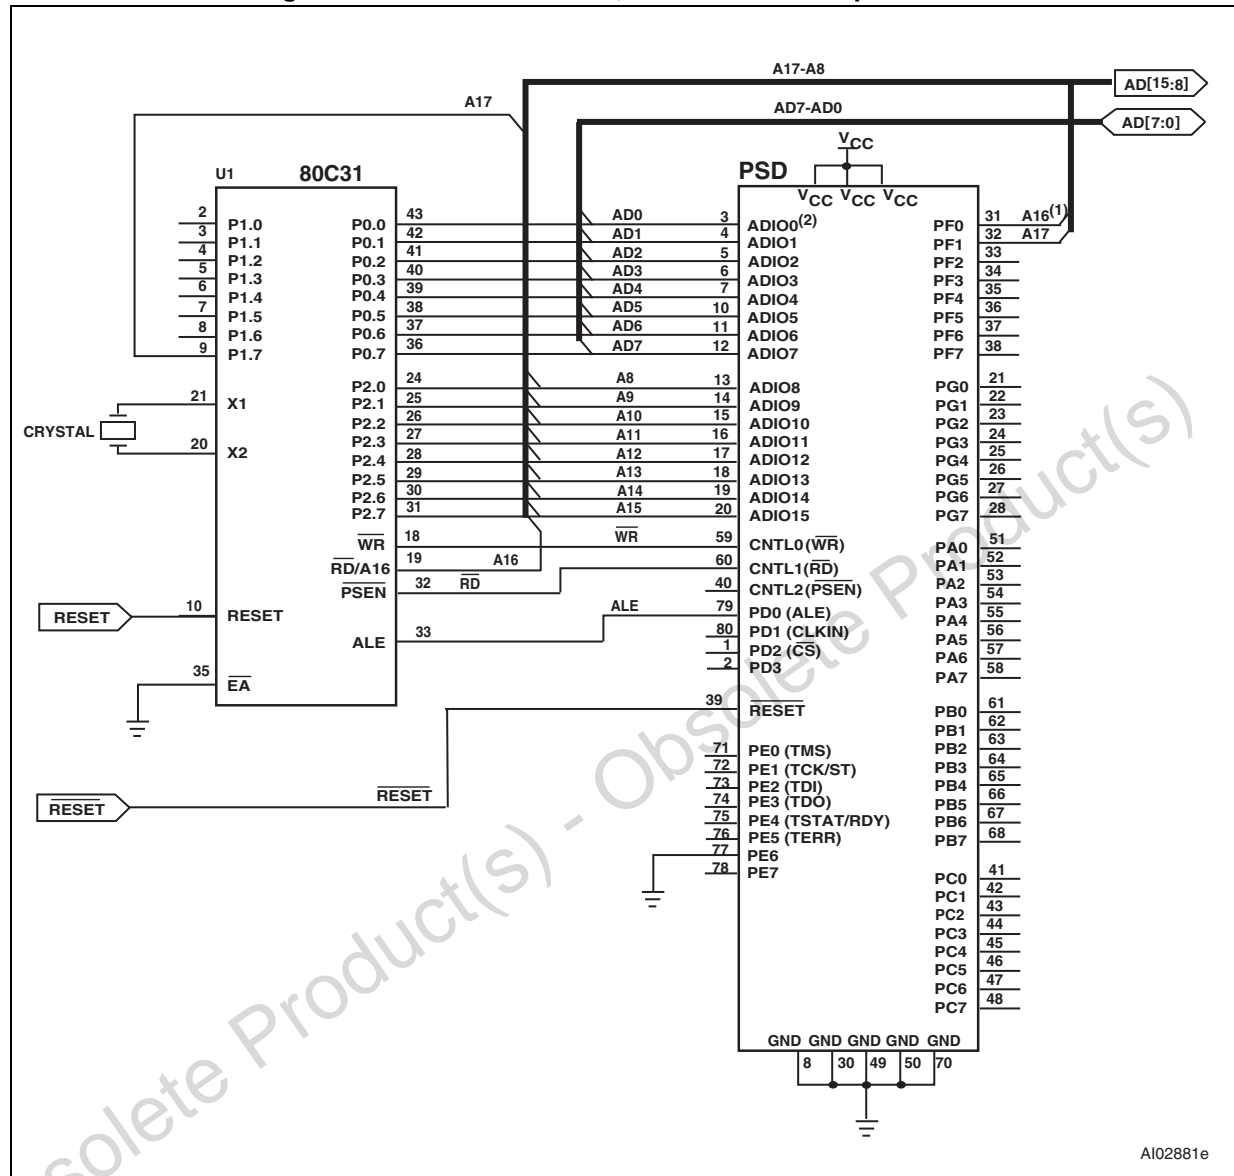 A17-A8
AD[15:8]
A17
AD7-AD0
AD[7:0]
VCC
U1
80C31
PSD
VCC VCC VCC
2 P1.0
3 P1.1
4 P1.2
5 P1.3
6 P1.4
7 P1.5
8 P1.6
9 P1.7
21 X1
CRYSTAL
20 X2
RESET 10 RESET
35 EA
RESET RESET
P0.0 43 AD0 3 ADIO0(2)
P0.1 42 AD1 4 ADIO1
P0.2 41 AD2 5 ADIO2
P0.3 40 AD3 6 ADIO3
P0.4 39 AD4 7 ADIO4
P0.5 38 AD5 10 ADIO5
P0.6 37 AD6 11 ADIO6
P0.7 36 AD7 12 ADIO7
P2.0 24 A8 13 ADIO8
P2.1 25 A9 14 ADIO9
P2.2 26 A10 15 ADIO10
P2.3 27 A11 16 ADIO11
P2.4 28 A12 17 ADIO12
P2.5 29 A13 18 ADIO13
P2.6 30 A14 19 ADIO14
P2.7 31 A15 20 ADIO15
WR 18 WR 59 CNTL0(WR)
RD/A16 19 A16 60 CNTL1(RD)
PSEN 32 RD 40 CNTL2(PSEN)
ALE 33 ALE 79 PD0 (ALE)
80 PD1 (CLKIN)
1 PD2 (CS)
2 PD3
39 RESET
71 PE0 (TMS)
72 PE1 (TCK/ST)
73 PE2 (TDI)
74 PE3 (TDO)
75 PE4 (TSTAT/RDY)
76 PE5 (TERR)
77 PE6
78 PE7
PF0 31 A16(1)
PF1 32 A17
PF2 33
PF3 34
PF4 35
PF5 36
PF6 37
PF7 38
PG0 21
PG1 22
PG2 23
PG3 24
PG4 25
PG5 26
PG6 27
PG7 28
PA0 51
PA1 52
PA2 53
PA3 54
PA4 55
PA5 56
PA6 57
PA7 58
PB0 61
PB1 62
PB2 63
PB3 64
PB4 65
PB5 66
PB6 67
PB7 68
PC0 41
PC1 42
PC2 43
PC3 44
PC4 45
PC5 46
PC6 47
PC7 48
GND GND GND GND GND
8 30 49 50 70
AI02881e
solete Product(s) - Obsolete Product(s)